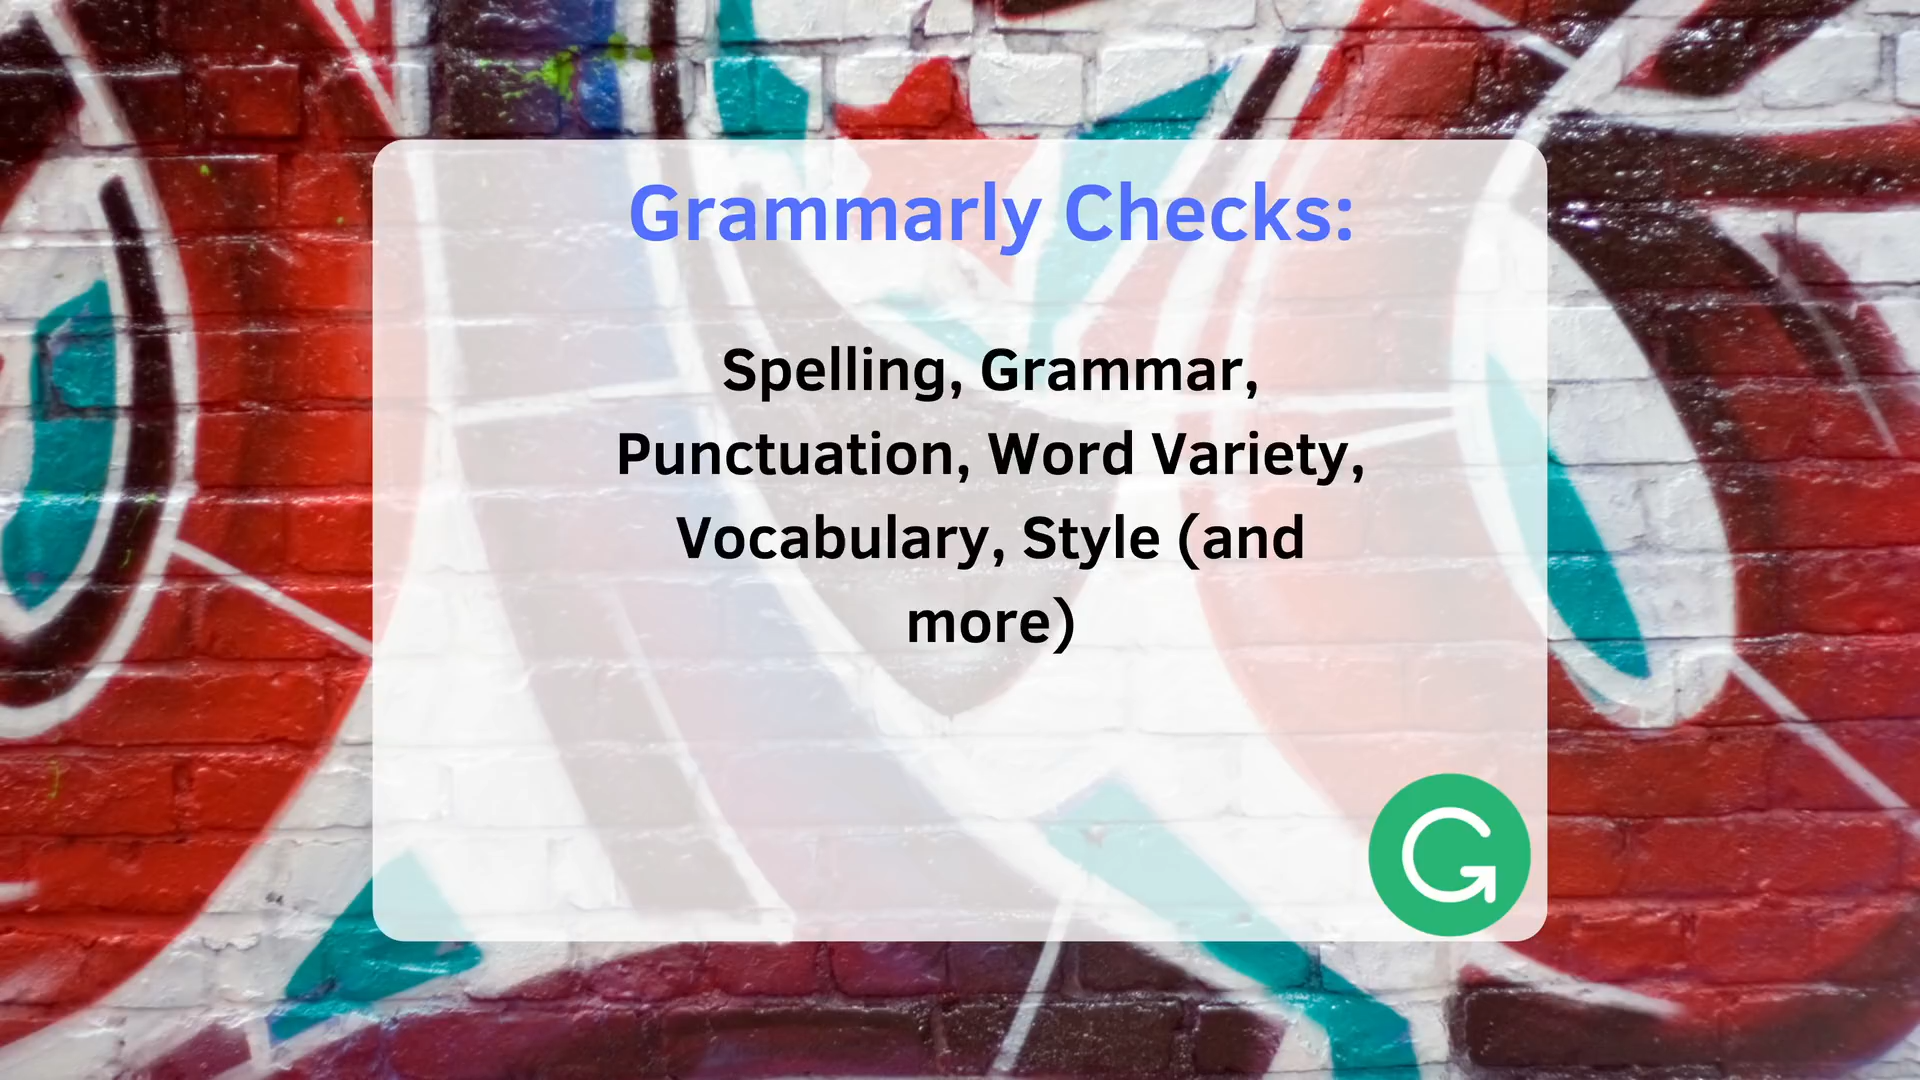 Grammarly Checks:
Spelling, Grammar,
Punctuation, Word Variety,
Vocabulary, Style (and
more)